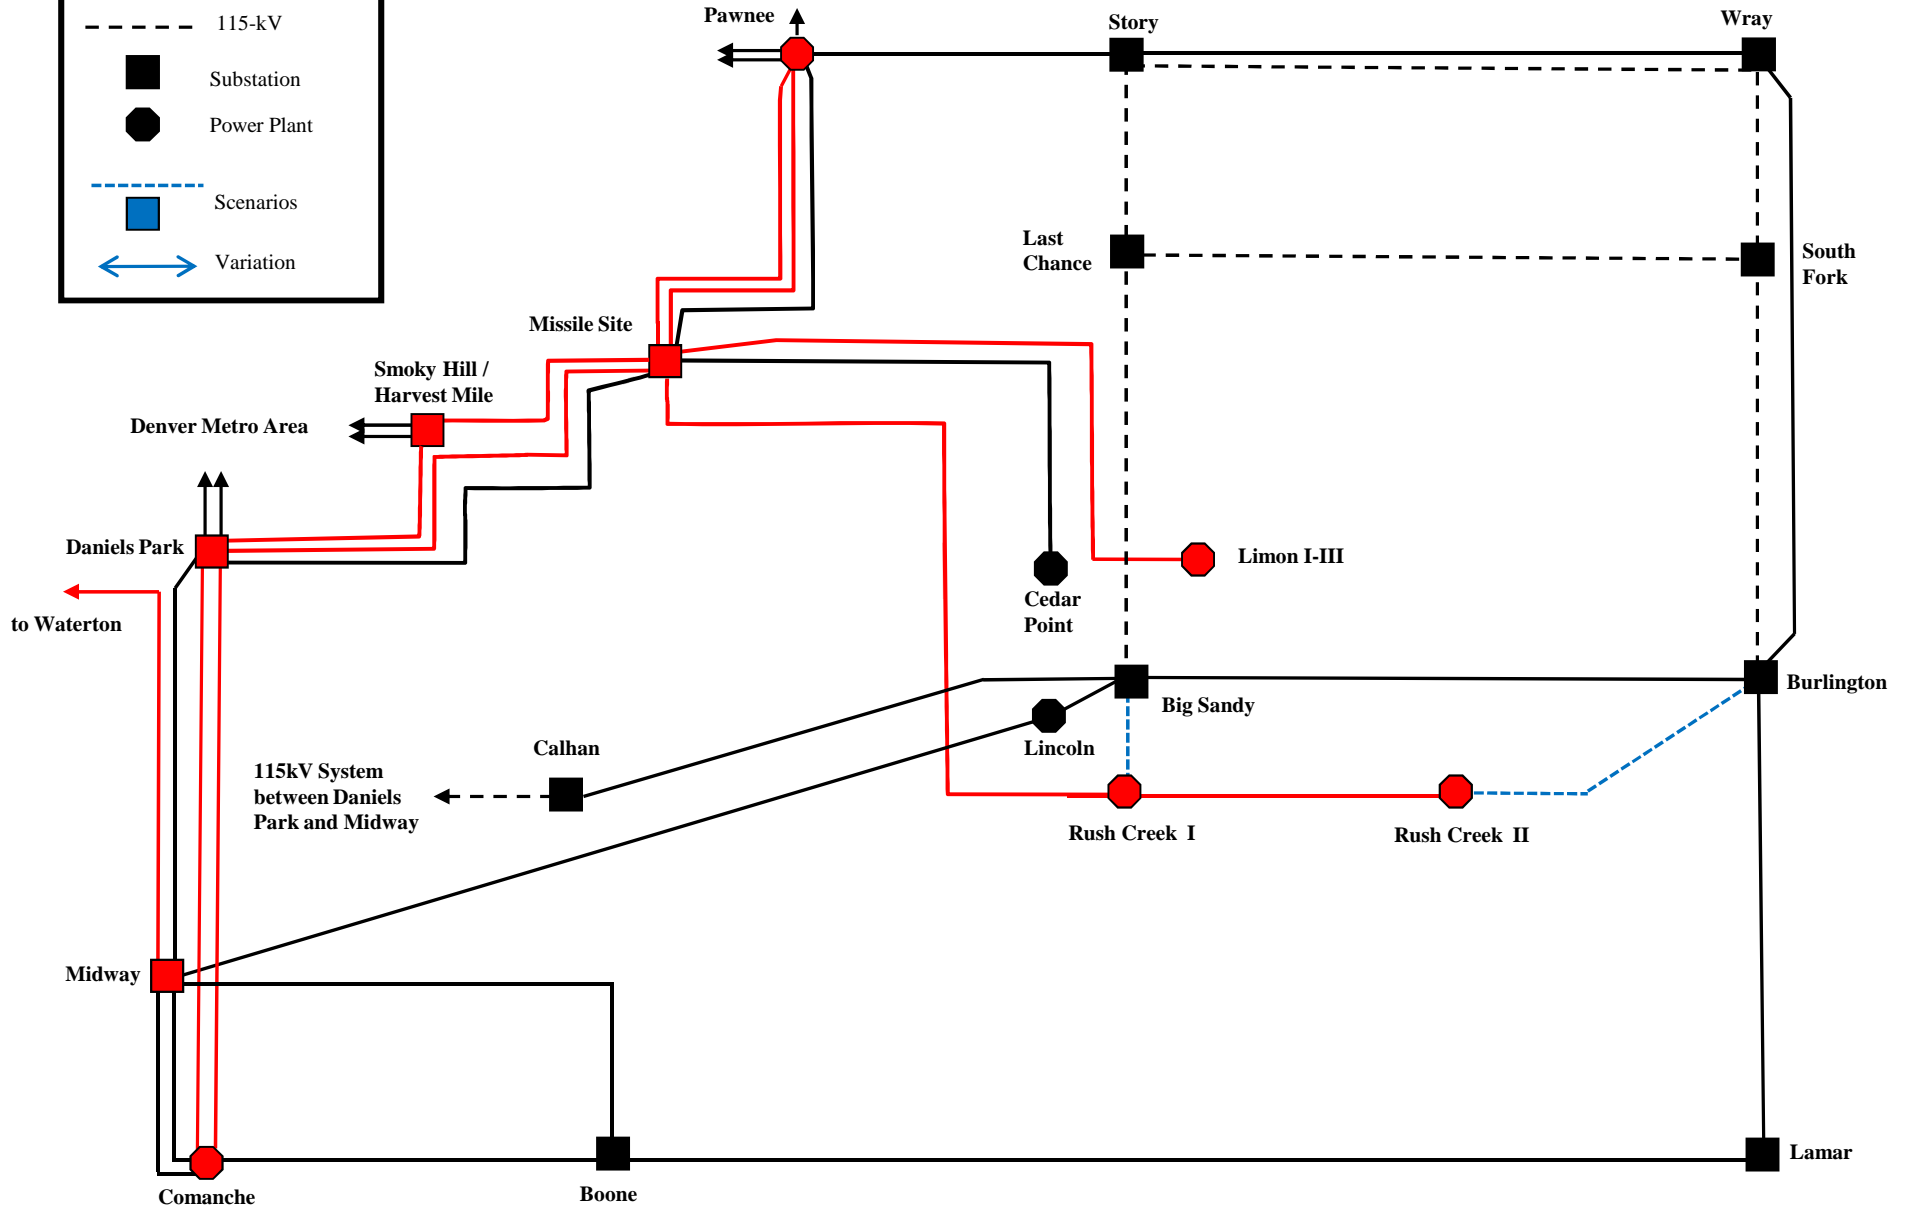 115-kV
Substation
Power Plant
Scenarios
Variation
Pawnee
Story
Wray
Last
Chance
South
Fork
Missile Site
Smoky Hill /
Harvest Mile
Denver Metro Area
Daniels Park
to Waterton
Limon I-III
Cedar
Point
Big Sandy
Burlington
Lincoln
Calhan
115kV System
between Daniels
Park and Midway
Rush Creek I
Rush Creek II
Midway
Comanche
Boone
Lamar